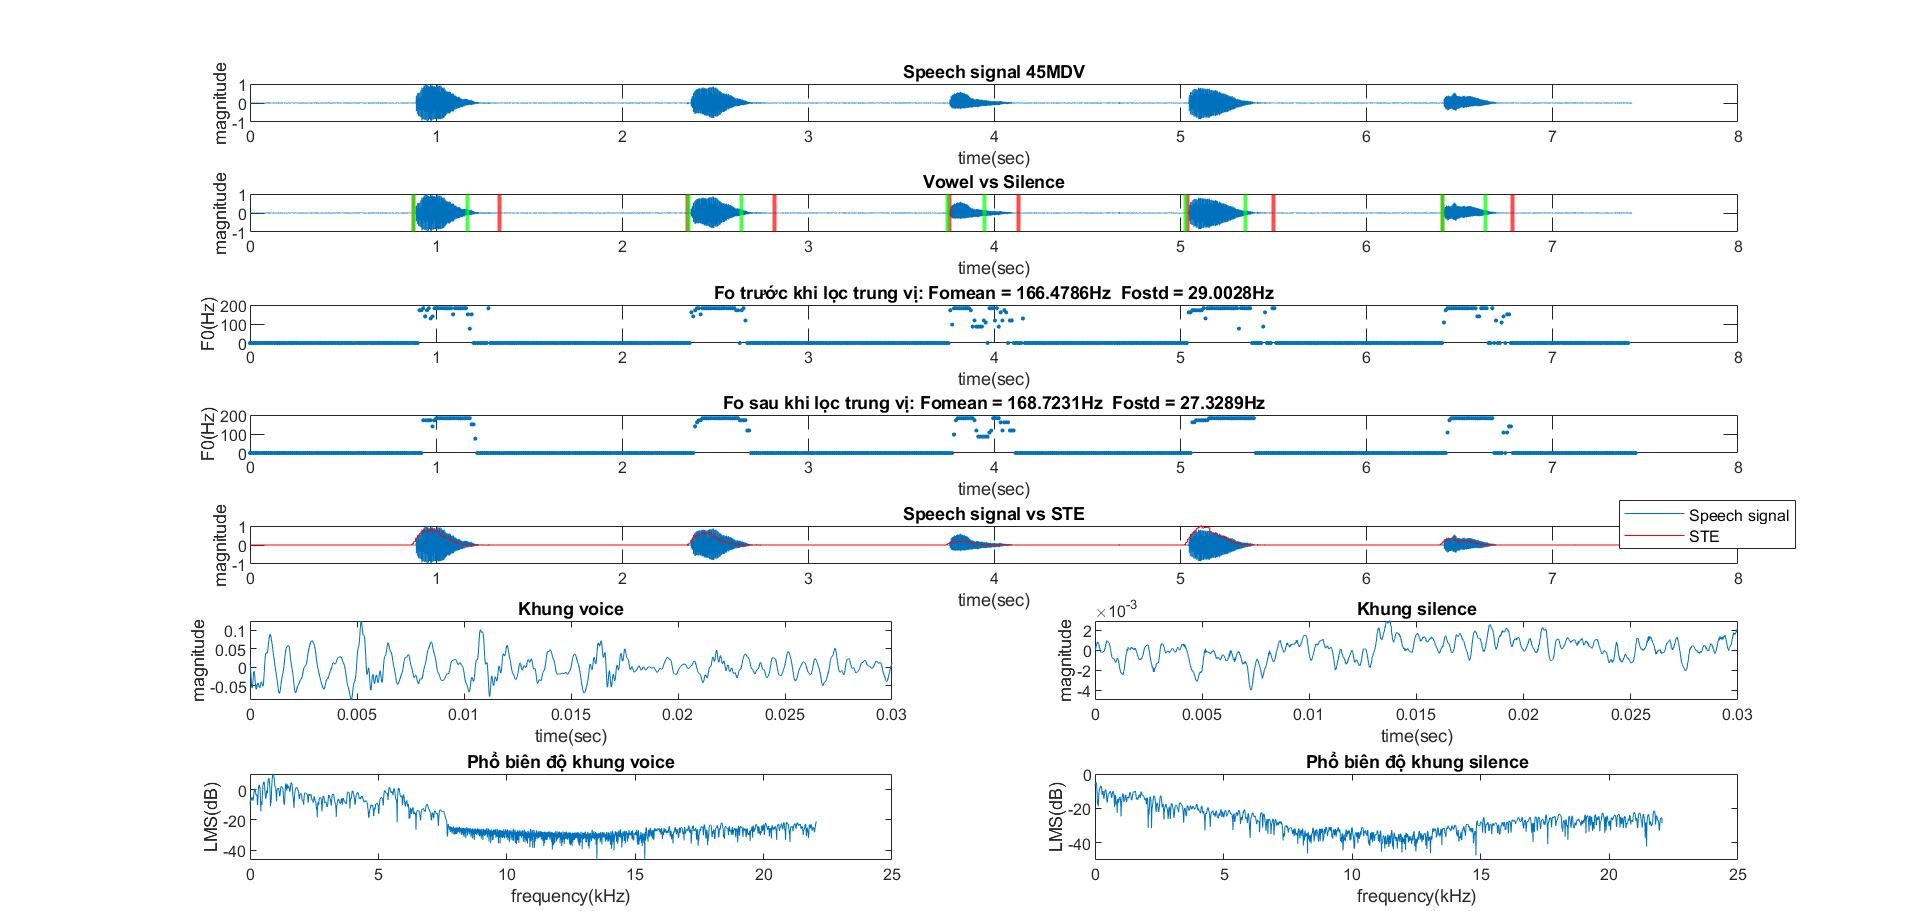 Speech signal 45MDV
magnitude
1
0
-1
0 1 2 3 4 5 6 7 8
time(sec)
Vowel vs Silence
magnitude
1
0
-1
0 1 2 3 4 5 6 7 8
time(sec)
Fo trước khi lọc trung vị: Fomean = 166.4786Hz Fostd = 29.0028Hz
F0(Hz)
200
100
0
0 1 2 3 4 5 6 7 8
time(sec)
Fo sau khi lọc trung vị: Fomean = 168.7231Hz Fostd = 27.3289Hz
F0(Hz)
200
100
0
0 1 2 3 4 5 6 7 8
time(sec)
Speech signal vs STE
magnitude
1
0
-1
0 1 2 3 4 5 6 7 8
time(sec)
Speech signal
STE
Khung voice
magnitude
0.1
0.05
0
-0.05
0 0.005 0.01 0.015 0.02 0.025 0.03
time(sec)
Khung silence
×10-3
magnitude
2
0
-2
-4
0 0.005 0.01 0.015 0.02 0.025 0.03
time(sec)
Phổ biên độ khung voice
LMS(dB)
0
-20
-40
0 5 10 15 20 25
frequency(kHz)
Phổ biên độ khung silence
LMS(dB)
0
-20
-40
0 5 10 15 20 25
frequency(kHz)